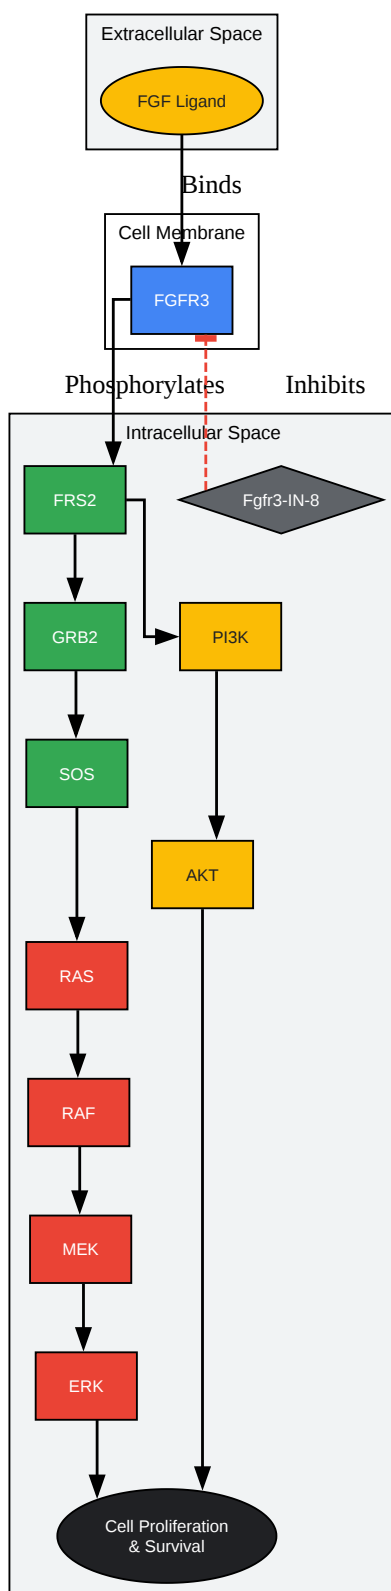 Extracellular Space
FGF Ligand
Binds
Cell Membrane
FGFR3
Phosphorylates
Inhibits
Intracellular Space
FRS2
Fgfr3-IN-8
GRB2
PI3K
SOS
AKT
RAS
RAF
MEK
ERK
Cell Proliferation
& Survival